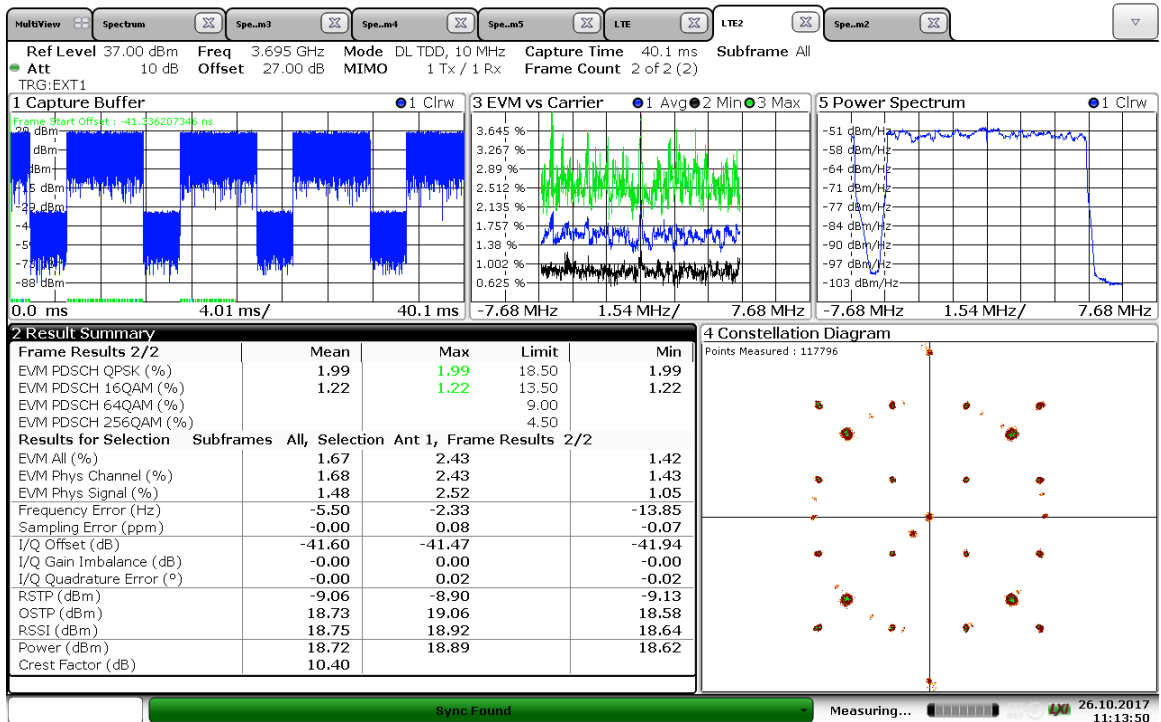 MultiView Spectrum Spe..m3 Spe..m4 Spe..m5 LTE LTE2 Spe..m2
Ref Level 37.00 dBm Freq 3.695 GHz Mode DL TDD, 10 MHz Capture Time 40.1 ms Subframe All
Att 10 dB Offset 27.00 dB MIMO 1 Tx / 1 Rx Frame Count 2 of 2 (2)
TRG:EXT1
1 Capture Buffer 1 Clrw
Frame Start Offset : -41.336207346 ns
dBm
-88 dBm
0.0 ms 4.01 ms/ 40.1 ms
3 EVM vs Carrier 1 Avg 2 Min 3 Max
3.645 %
3.267 %
2.89 %
2.512 %
2.135 %
1.757 %
1.38 %
1.002 %
0.625 %
-7.68 MHz 1.54 MHz/ 7.68 MHz
5 Power Spectrum 1 Clrw
-51 dBm/Hz
-58 dBm/Hz
-64 dBm/Hz
-71 dBm/Hz
-77 dBm/Hz
-84 dBm/Hz
-90 dBm/Hz
-97 dBm/Hz
-103 dBm/Hz
-7.68 MHz 1.54 MHz/ 7.68 MHz
2 Result Summary
Frame Results 2/2 Mean Max Limit Min
EVM PDSCH QPSK (%) 1.99 1.99 18.50 1.99
EVM PDSCH 16QAM (%) 1.22 1.22 13.50 1.22
EVM PDSCH 64QAM (%) 9.00
EVM PDSCH 256QAM (%) 4.50
Results for Selection Subframes All, Selection Ant 1, Frame Results 2/2
EVM All (%) 1.67 2.43 1.42
EVM Phys Channel (%) 1.68 2.43 1.43
EVM Phys Signal (%) 1.48 2.52 1.05
Frequency Error (Hz) -5.50 -2.33 -13.85
Sampling Error (ppm) -0.00 0.08 -0.07
I/Q Offset (dB) -41.60 -41.47 -41.94
I/Q Gain Imbalance (dB) -0.00 0.00 -0.00
I/Q Quadrature Error (°) -0.00 0.02 -0.02
RSTP (dBm) -9.06 -8.90 -9.13
OSTP (dBm) 18.73 19.06 18.58
RSSI (dBm) 18.75 18.92 18.64
Power (dBm) 18.72 18.89 18.62
Crest Factor (dB) 10.40
4 Constellation Diagram
Points Measured : 117796
Sync Found
Measuring...
LXI
26.10.2017
11:13:50